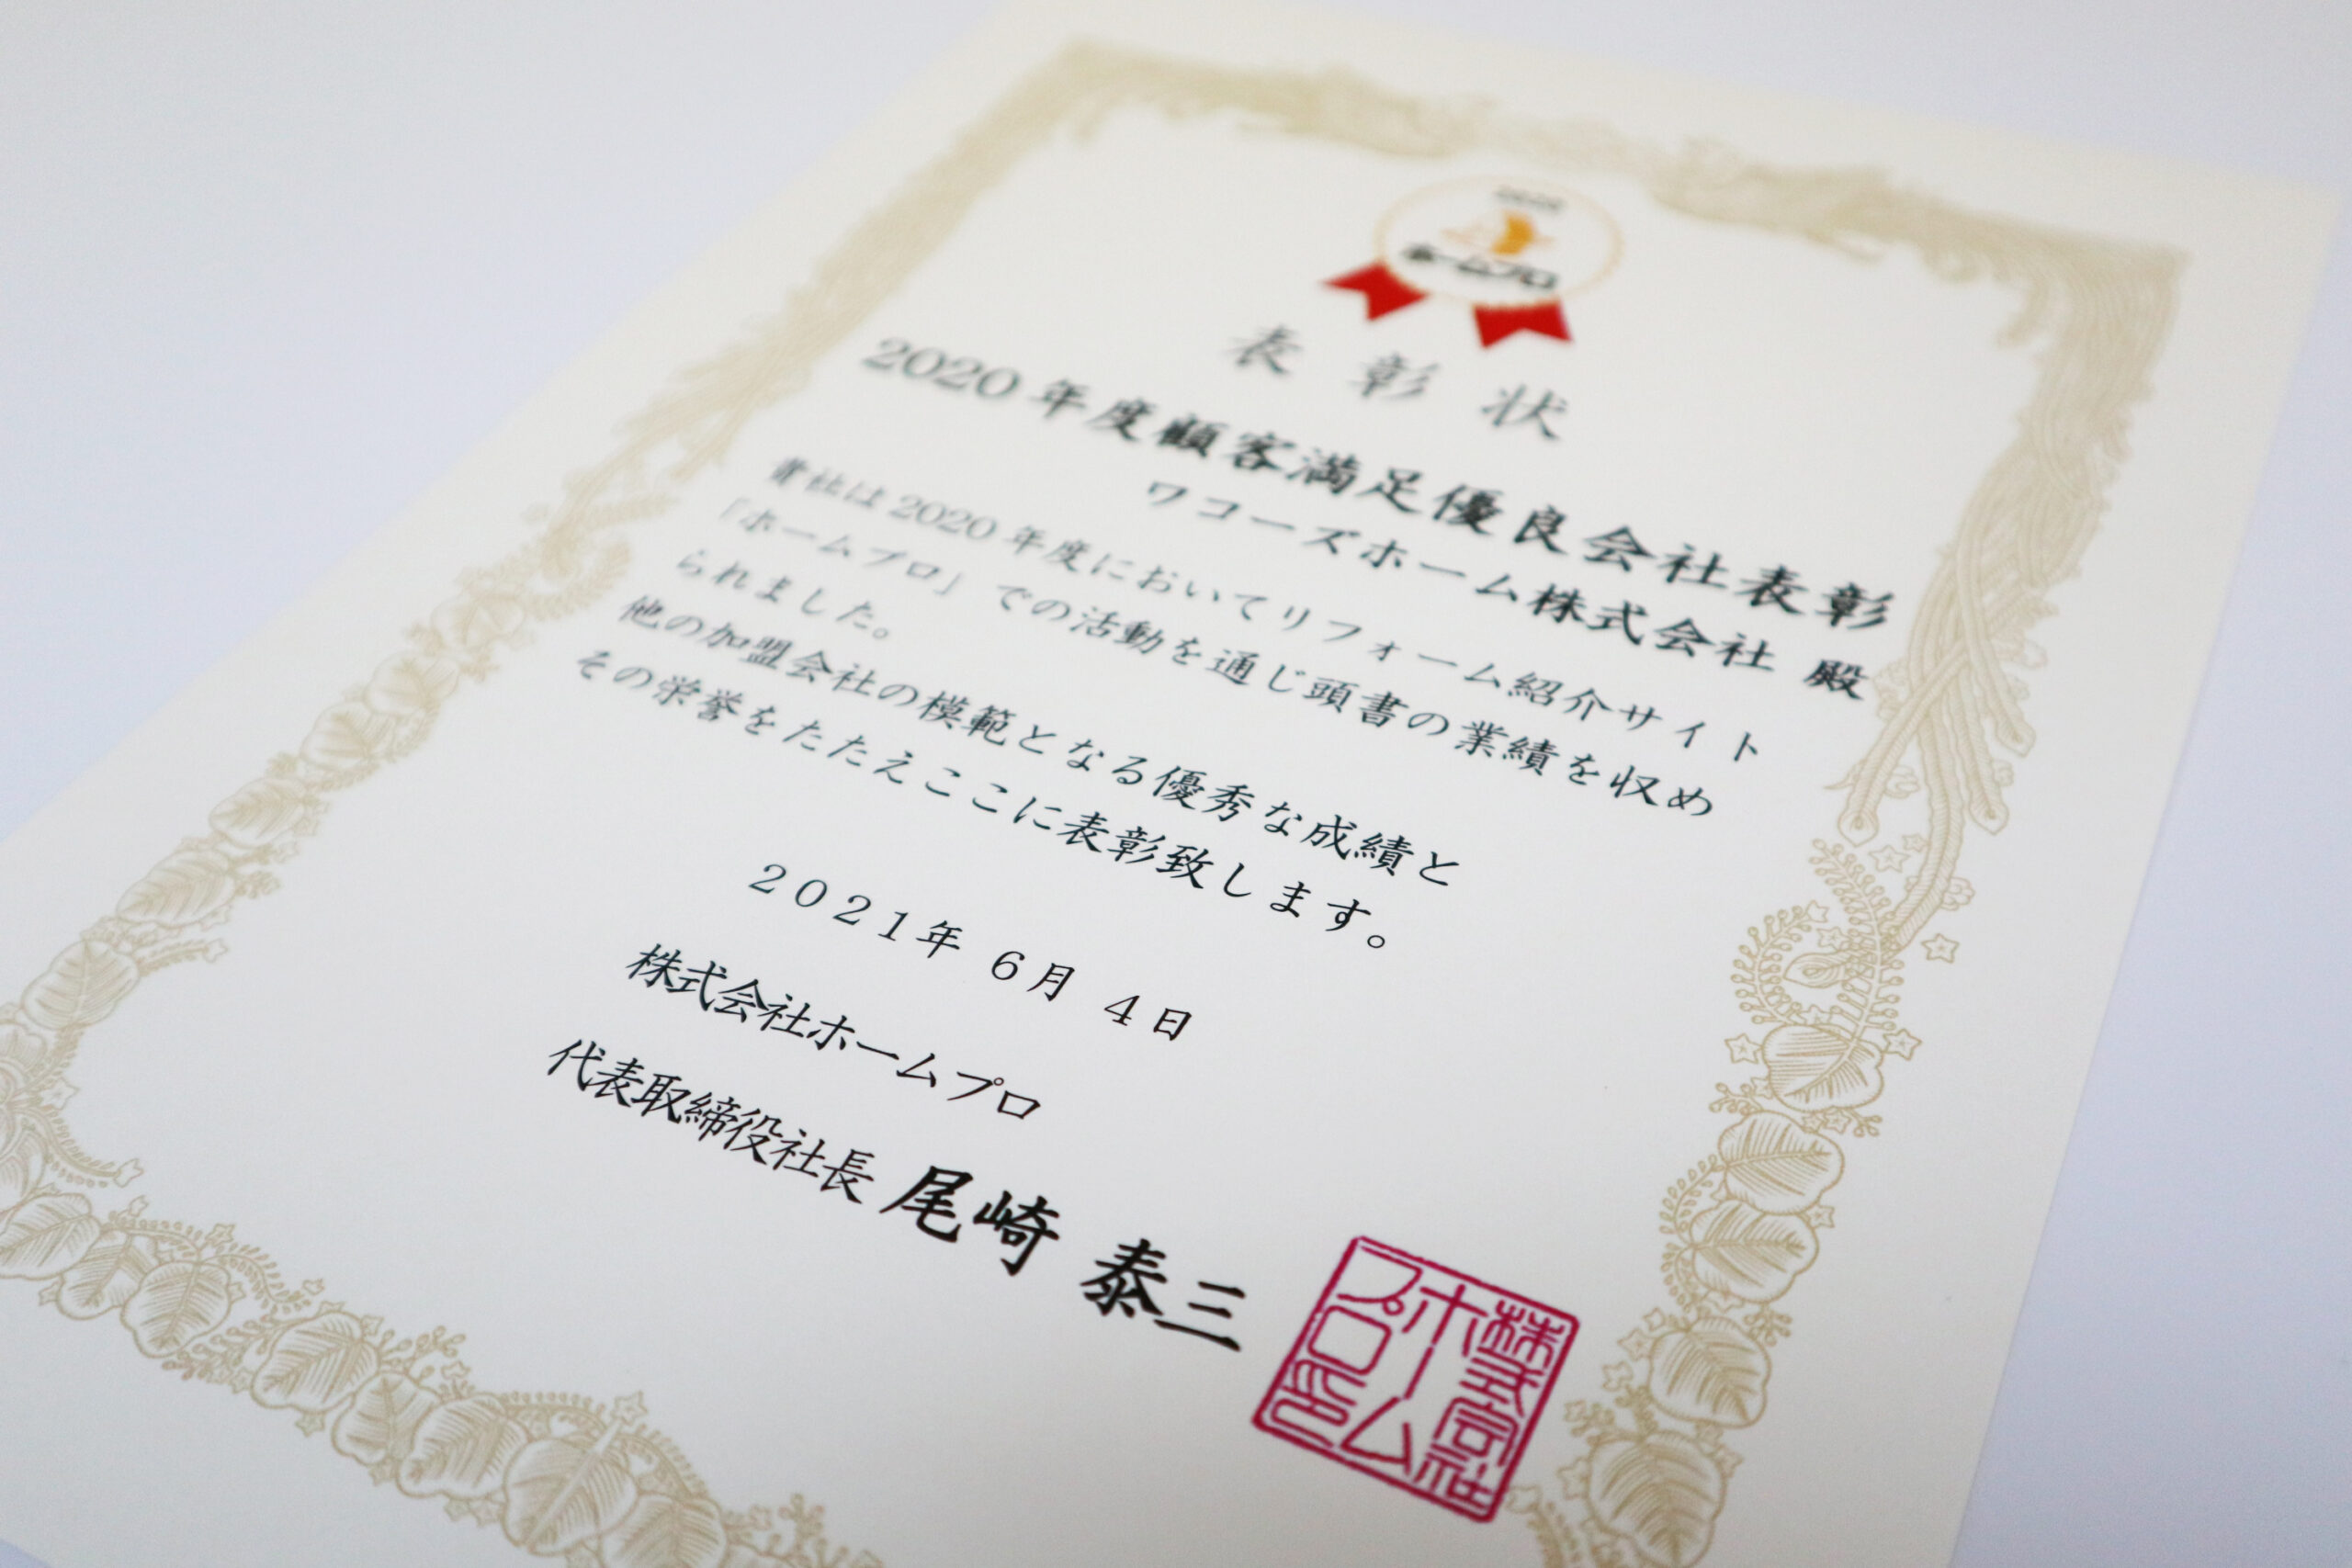 ホームプロ
表彰状
2020年度顧客満足優良会社表彰
ワコーズホーム株式会社 殿
貴社は2020年度においてリフォーム紹介サイト
「ホームプロ」での活動を通じ頭書の業績を収め
られました。
他の加盟会社の模範となる優秀な成績と
その栄誉をたたえここに表彰致します。
2021年 6月 4日
株式会社ホームプロ
代表取締役社長 尾崎 泰三
株式会社
ホーム
プロ印